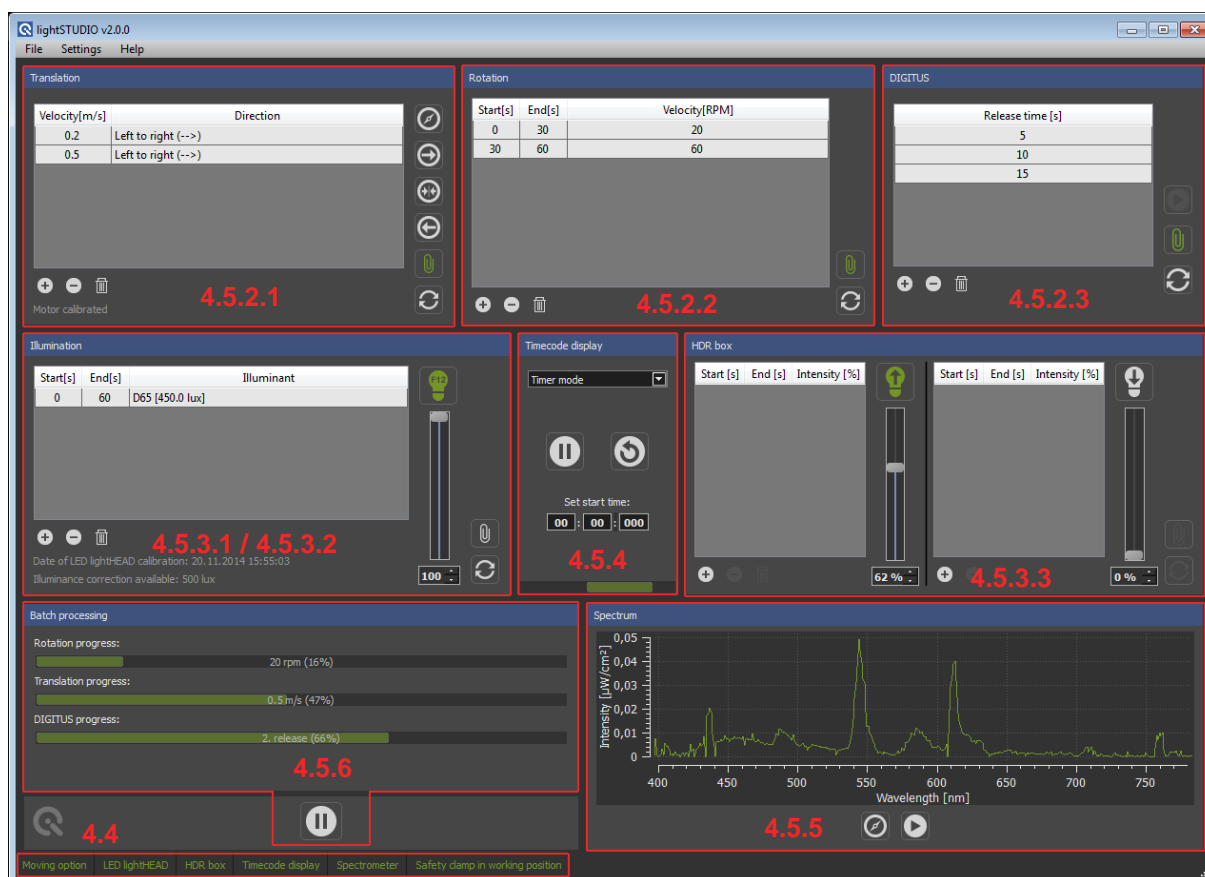 lightSTUDIO v2.0.0
File Settings Help
Translation
Velocity[m/s] Direction
0.2 Left to right (-->)
0.5 Left to right (-->)
4.5.2.1
Motor calibrated
Rotation
Start[s] End[s] Velocity[RPM]
0 30 20
30 60 60
4.5.2.2
DIGITUS
Release time [s]
5
10
15
4.5.2.3
Illumination
Start[s] End[s] Illuminant
0 60 D65 [450.0 lux]
F12
4.5.3.1 / 4.5.3.2
Date of LED lightHEAD calibration: 20.11.2014 15:55:03
Illuminance correction available: 500 lux
100
Timecode display
Timer mode
Set start time:
00 : 00 : 000
4.5.4
HDR box
Start [s] End [s] Intensity [%]
62 %
Start [s] End [s] Intensity [%]
4.5.3.3
0 %
Batch processing
Rotation progress:
20 rpm (16%)
Translation progress:
0.5 m/s (47%)
DIGITUS progress:
2. release (66%)
4.5.6
Spectrum
Intensity [µW/cm²]
0,05
0,04
0,03
0,02
0,01
0
400 450 500 550 600 650 700 750
Wavelength [nm]
4.5.5
4.4
Moving option LED lightHEAD HDR box Timecode display Spectrometer Safety clamp in working position